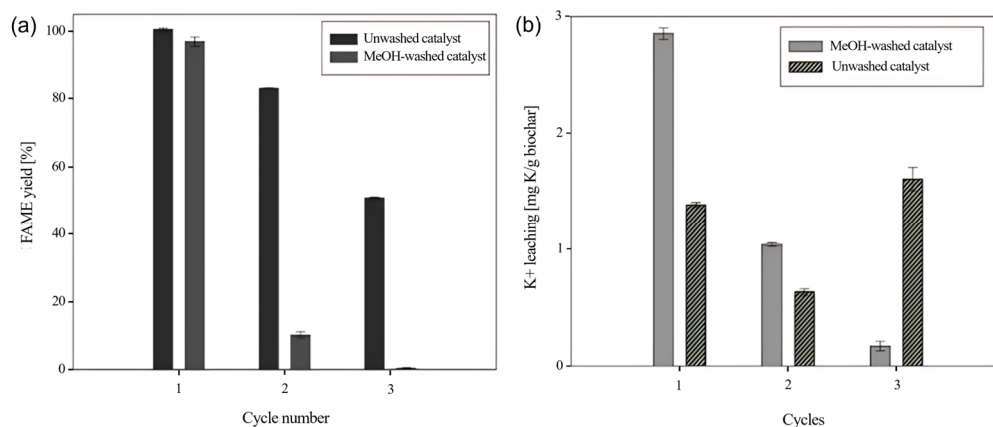 (a)
Unwashed catalyst
MeOH-washed catalyst
FAME yield [%]
100
80
60
40
20
0
1 2 3
Cycle number
(b)
MeOH-washed catalyst
Unwashed catalyst
K+ leaching [mg K/g biochar]
3
2
1
0
1 2 3
Cycles